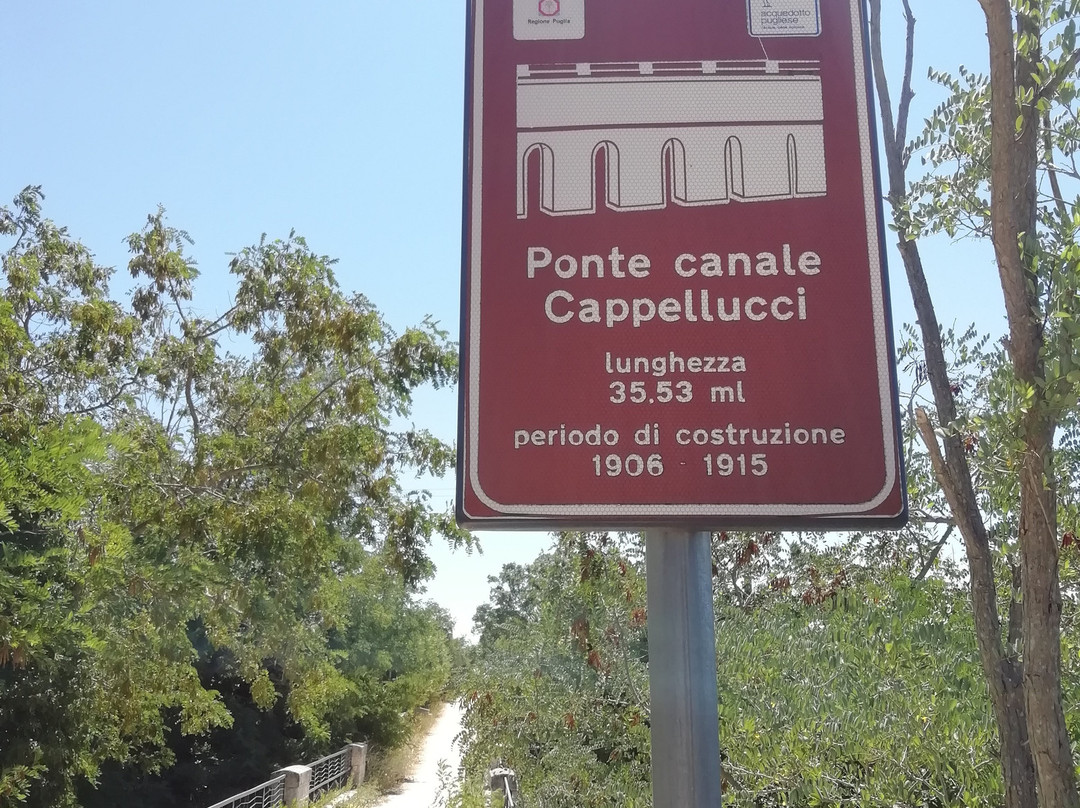 Regione Puglia
acquedotto
pugliese
Ponte canale
Cappellucci
lunghezza
35.53 ml
periodo di costruzione
1906 - 1915